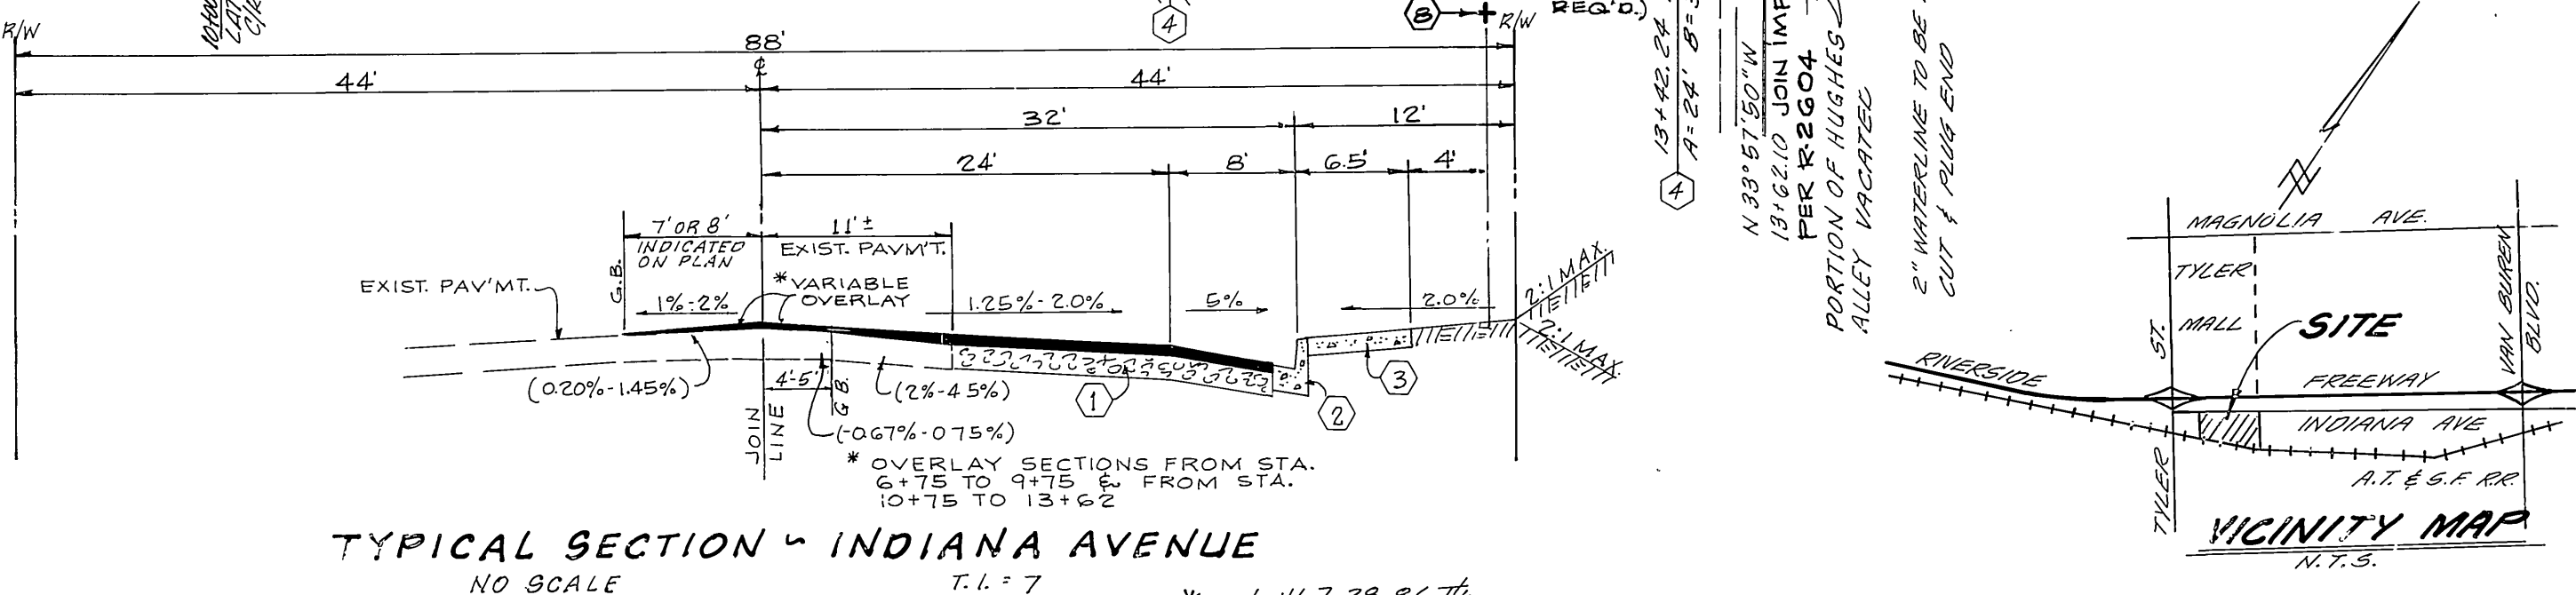 R/W
10+00
LAT
C/R
4
8
REQ'D.)
R/W
88'
℄
44'
44'
32'
12'
24'
8'
6.5'
4'
7' OR 8'
INDICATED
ON PLAN
11'±
EXIST. PAVM'T.
G.B.
EXIST. PAV'MT.
* VARIABLE
OVERLAY
1%-2%
1.25%-2.0%
5%
2.0%
2:1 MAX.
2:1 MAX.
(0.20%-1.45%)
4'-5'
G.B.
(2%-4.5%)
1
2
3
JOIN
LINE
(-0.67%-0.75%)
* OVERLAY SECTIONS FROM STA.
6+75 TO 9+75 & FROM STA.
10+75 TO 13+62
TYPICAL SECTION ~ INDIANA AVENUE
NO SCALE
T.I. = 7
13+42.24
A=24' B=
4
N 33°57'50" W
13+62.10 JOIN IMP
PER R-2604
PORTION OF HUGHES
ALLEY VACATED
2" WATERLINE TO BE
CUT & PLUG END
N
MAGNOLIA AVE.
TYLER
MALL
SITE
ST.
TYLER
VAN BUREN
BLVD.
RIVERSIDE
FREEWAY
INDIANA AVE
A.T. & S.F. R.R.
VICINITY MAP
N.T.S.